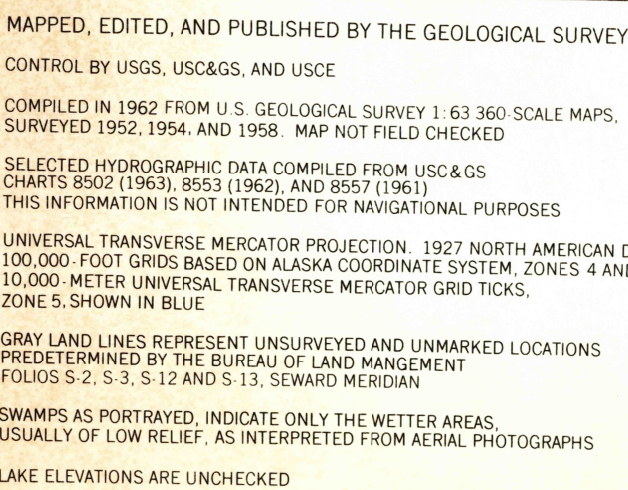 MAPPED, EDITED, AND PUBLISHED BY THE GEOLOGICAL SURVEY
CONTROL BY USGS, USC&GS, AND USCE
COMPILED IN 1962 FROM U.S. GEOLOGICAL SURVEY 1:63 360-SCALE MAPS,
SURVEYED 1952, 1954, AND 1958. MAP NOT FIELD CHECKED
SELECTED HYDROGRAPHIC DATA COMPILED FROM USC&GS
CHARTS 8502 (1963), 8553 (1962), AND 8557 (1961)
THIS INFORMATION IS NOT INTENDED FOR NAVIGATIONAL PURPOSES
UNIVERSAL TRANSVERSE MERCATOR PROJECTION. 1927 NORTH AMERICAN D
100,000-FOOT GRIDS BASED ON ALASKA COORDINATE SYSTEM, ZONES 4 AND
10,000-METER UNIVERSAL TRANSVERSE MERCATOR GRID TICKS,
ZONE 5, SHOWN IN BLUE
GRAY LAND LINES REPRESENT UNSURVEYED AND UNMARKED LOCATIONS
PREDETERMINED BY THE BUREAU OF LAND MANGEMENT
FOLIOS S-2, S-3, S-12 AND S-13, SEWARD MERIDIAN
SWAMPS AS PORTRAYED, INDICATE ONLY THE WETTER AREAS,
USUALLY OF LOW RELIEF, AS INTERPRETED FROM AERIAL PHOTOGRAPHS
LAKE ELEVATIONS ARE UNCHECKED